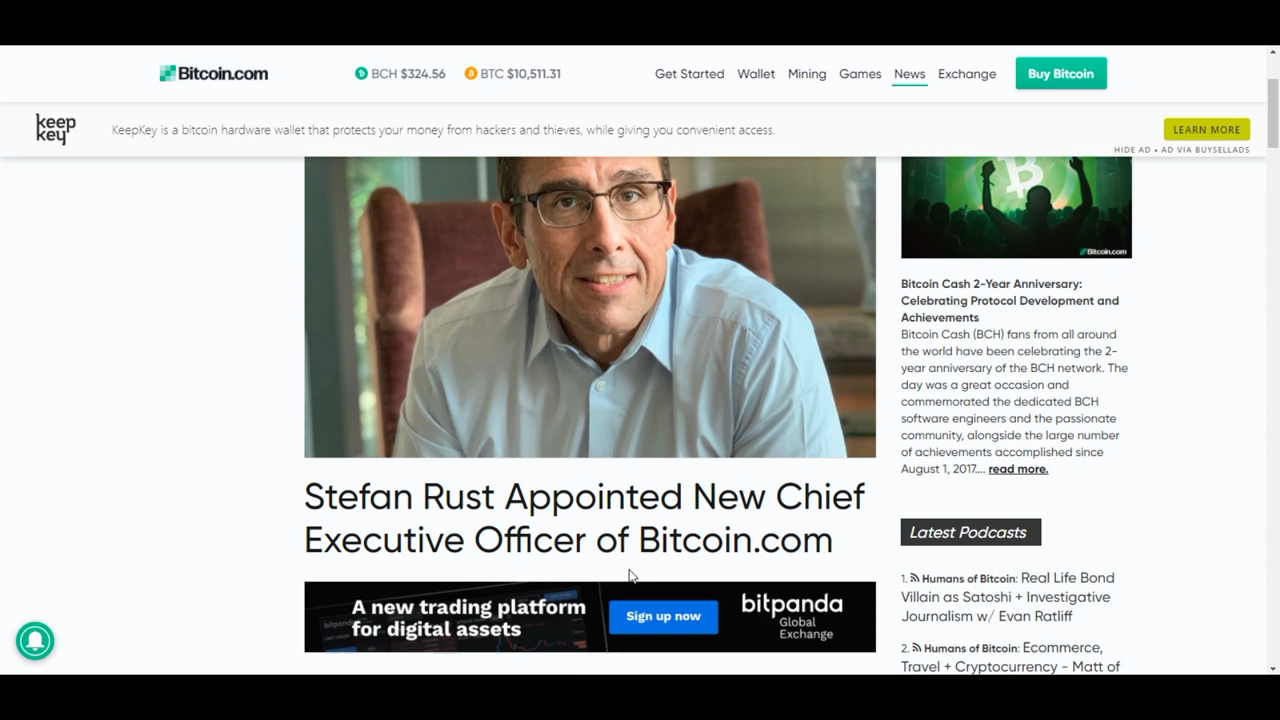 Bitcoin.com
BCH $324.56
BTC $10,511.31
Get Started
Wallet
Mining
Games
News
Exchange
Buy Bitcoin
keep
key
KeepKey is a bitcoin hardware wallet that protects your money from hackers and thieves, while giving you convenient access.
LEARN MORE
HIDE AD • AD VIA BUYSELLADS
Stefan Rust Appointed New Chief
Executive Officer of Bitcoin.com
A new trading platform
for digital assets
Sign up now
bitpanda
Global
Exchange
Bitcoin.com
Bitcoin Cash 2-Year Anniversary:
Celebrating Protocol Development and
Achievements
Bitcoin Cash (BCH) fans from all around
the world have been celebrating the 2-
year anniversary of the BCH network. The
day was a great occasion and
commemorated the dedicated BCH
software engineers and the passionate
community, alongside the large number
of achievements accomplished since
August 1, 2017.... read more.
Latest Podcasts
1. Humans of Bitcoin: Real Life Bond
Villain as Satoshi + Investigative
Journalism w/ Evan Ratliff
2. Humans of Bitcoin: Ecommerce,
Travel + Cryptocurrency - Matt of